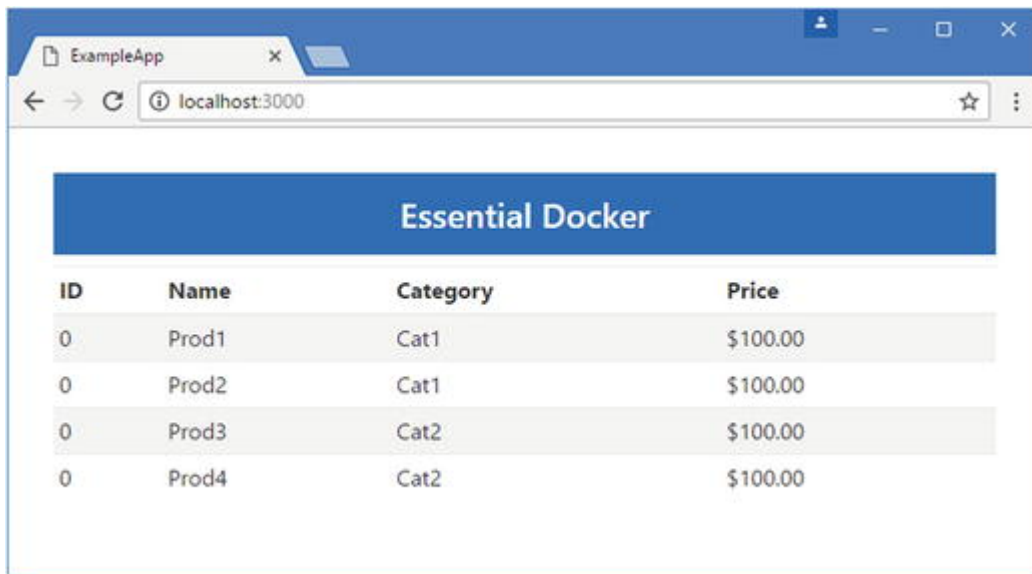 ExampleApp
localhost:3000
Essential Docker
ID Name Category Price
0 Prod1 Cat1 $100.00
0 Prod2 Cat1 $100.00
0 Prod3 Cat2 $100.00
0 Prod4 Cat2 $100.00